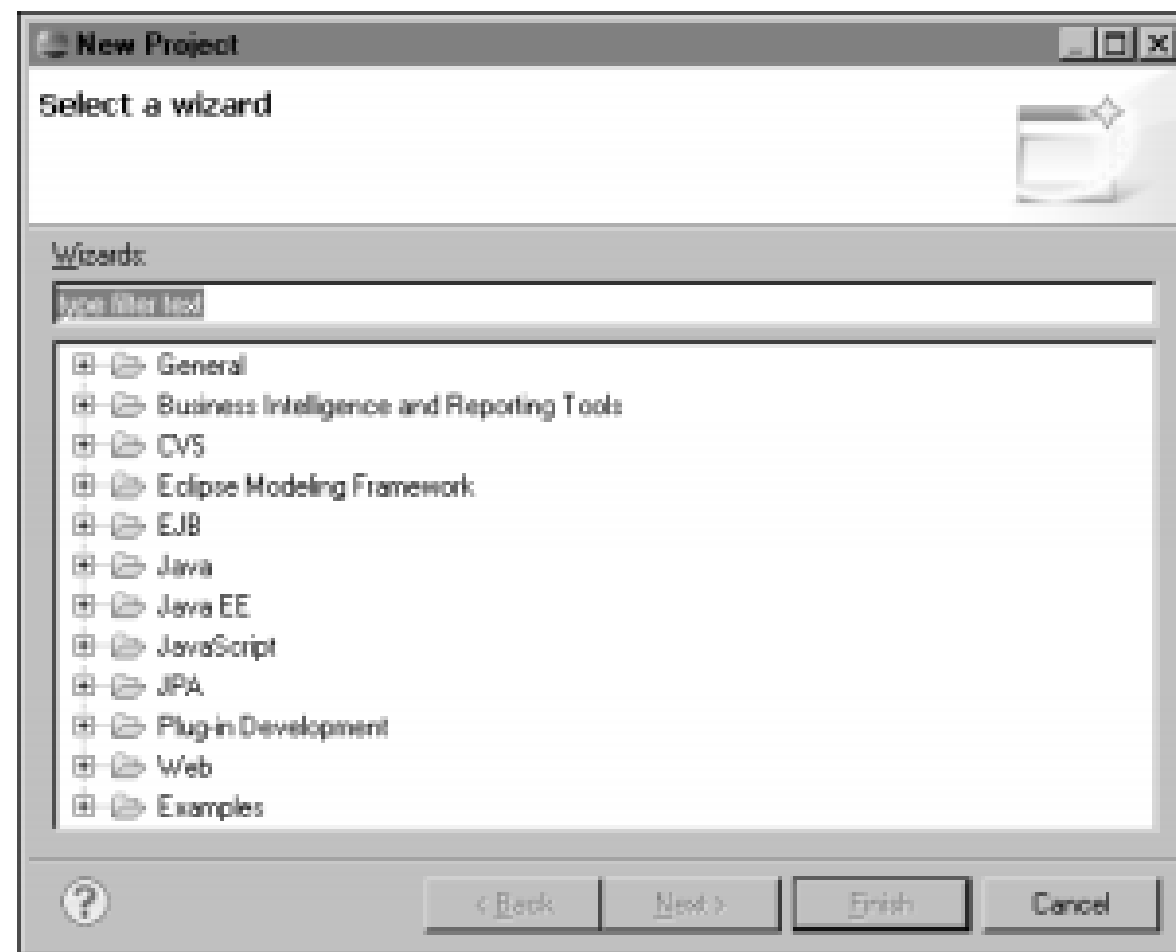 New Project
Select a wizard
Wizards:
type filter text
General
Business Intelligence and Reporting Tools
CVS
Eclipse Modeling Framework
EJB
Java
Java EE
JavaScript
JPA
Plug-in Development
Web
Examples
?
< Back
Next >
Finish
Cancel